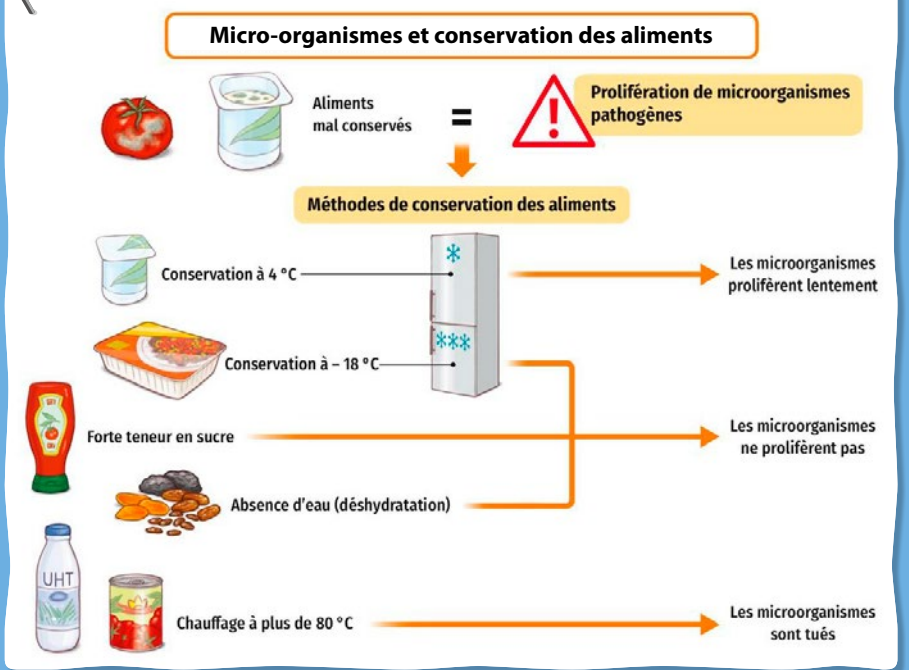 Micro-organismes et conservation des aliments
Aliments
mal conservés
=
Prolifération de microorganismes
pathogènes
Méthodes de conservation des aliments
Conservation à 4 °C
Les microorganismes
prolifèrent lentement
Conservation à – 18 °C
Forte teneur en sucre
Les microorganismes
ne prolifèrent pas
Absence d'eau (déshydratation)
UHT
Chauffage à plus de 80 °C
Les microorganismes
sont tués